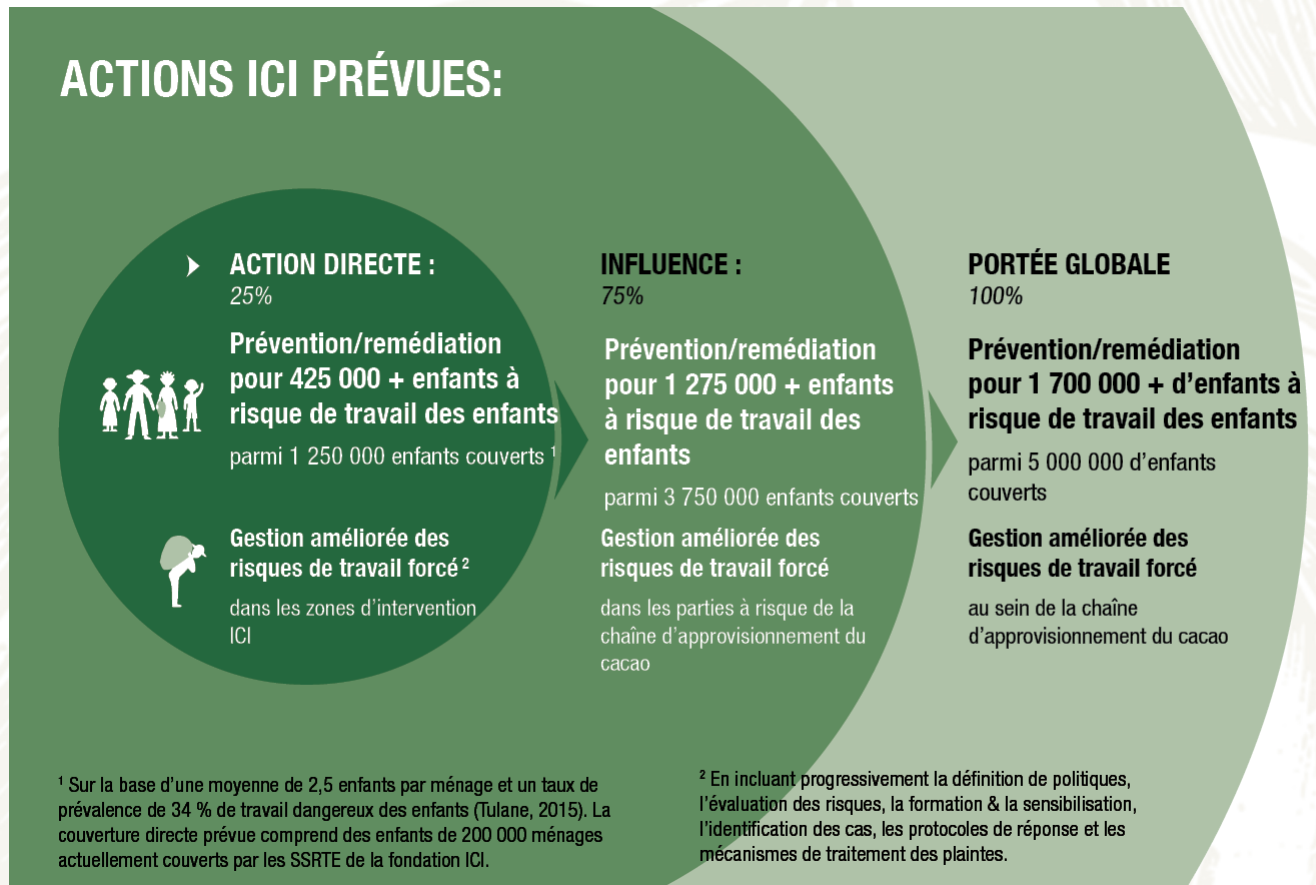 ACTIONS ICI PRÉVUES:
ACTION DIRECTE :
25%
Prévention/remédiation
pour 425 000 + enfants à
risque de travail des enfants
parmi 1 250 000 enfants couverts ¹
Gestion améliorée des
risques de travail forcé ²
dans les zones d’intervention
ICI
INFLUENCE :
75%
Prévention/remédiation
pour 1 275 000 + enfants
à risque de travail des
enfants
parmi 3 750 000 enfants couverts
Gestion améliorée des
risques de travail forcé
dans les parties à risque de la
chaîne d’approvisionnement du
cacao
PORTÉE GLOBALE
100%
Prévention/remédiation
pour 1 700 000 + d’enfants à
risque de travail des enfants
parmi 5 000 000 d’enfants
couverts
Gestion améliorée des
risques de travail forcé
au sein de la chaîne
d’approvisionnement du cacao
¹ Sur la base d’une moyenne de 2,5 enfants par ménage et un taux de
prévalence de 34 % de travail dangereux des enfants (Tulane, 2015). La
couverture directe prévue comprend des enfants de 200 000 ménages
actuellement couverts par les SSRTE de la fondation ICI.
² En incluant progressivement la définition de politiques,
l’évaluation des risques, la formation & la sensibilisation,
l’identification des cas, les protocoles de réponse et les
mécanismes de traitement des plaintes.